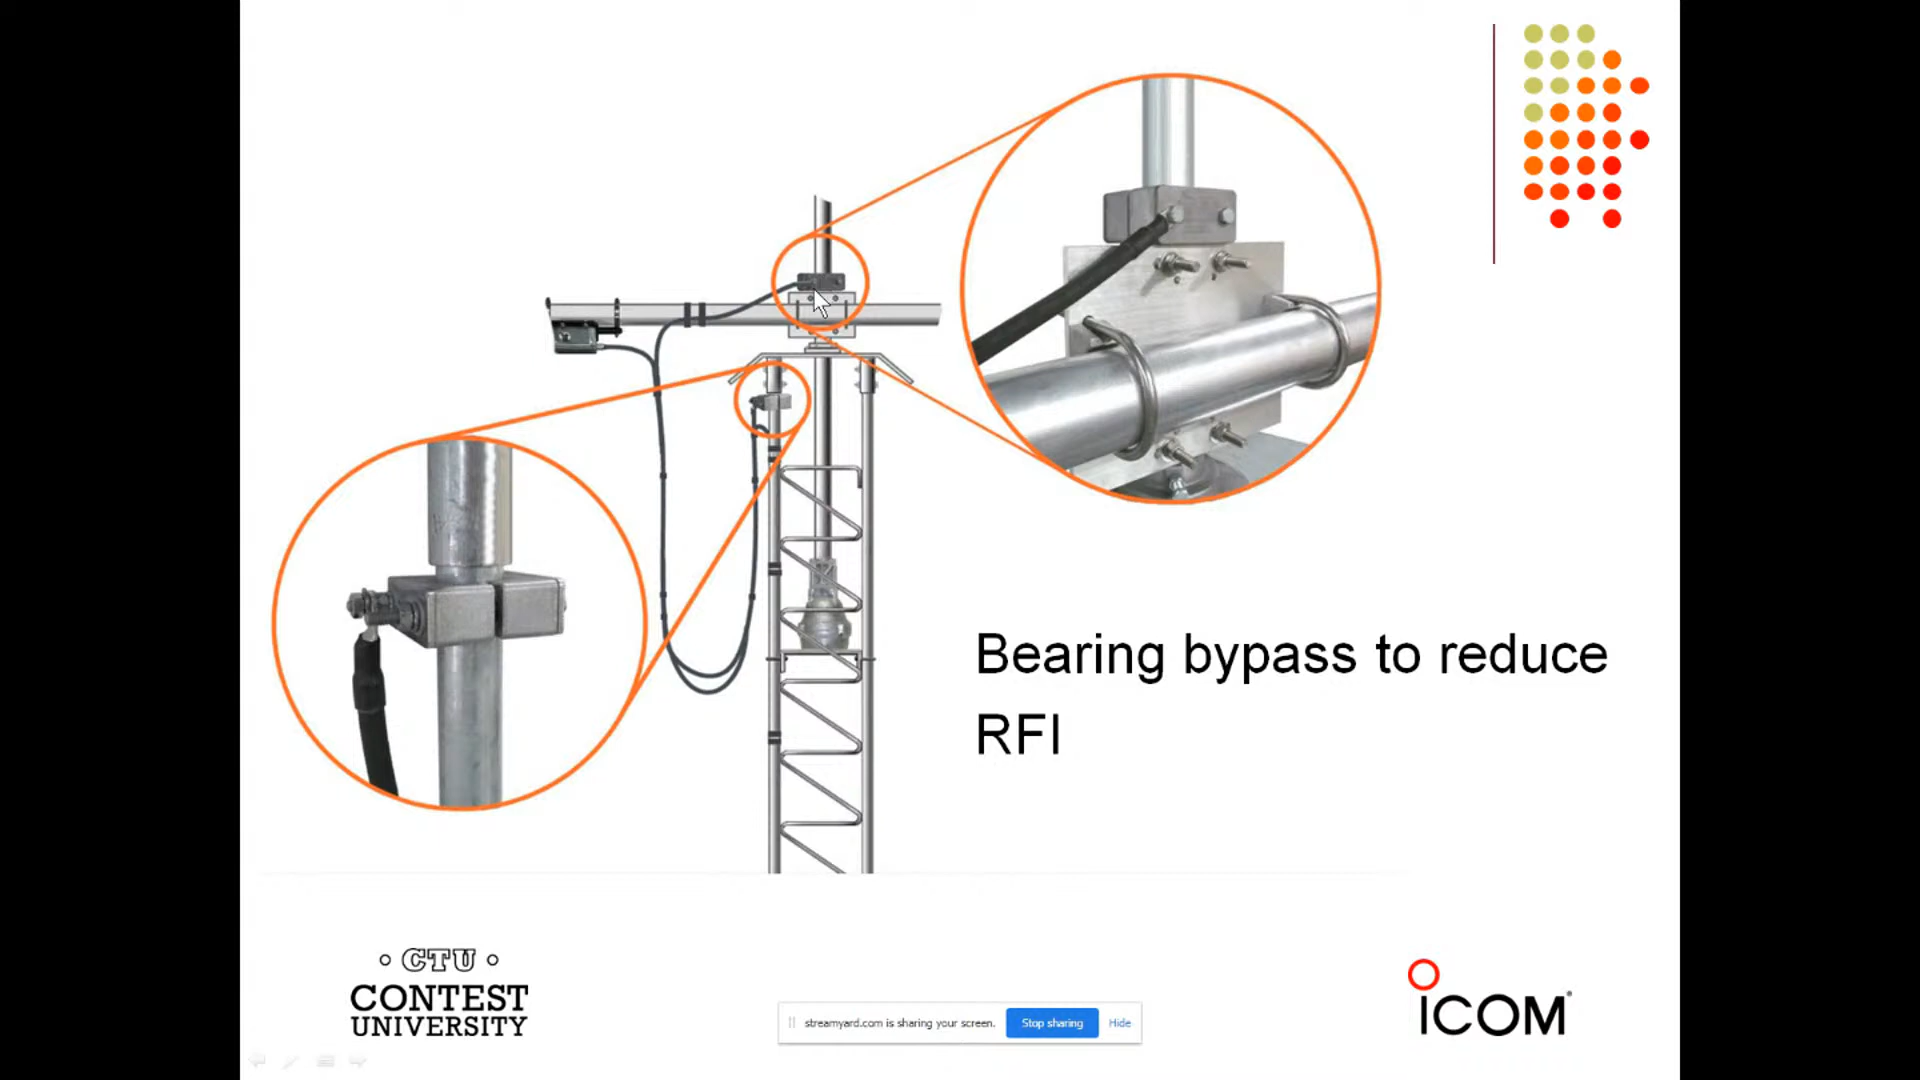 Bearing bypass to reduce
RFI
• CTU •
CONTEST
UNIVERSITY
streamyard.com is sharing your screen.
Stop sharing
Hide
ICOM®